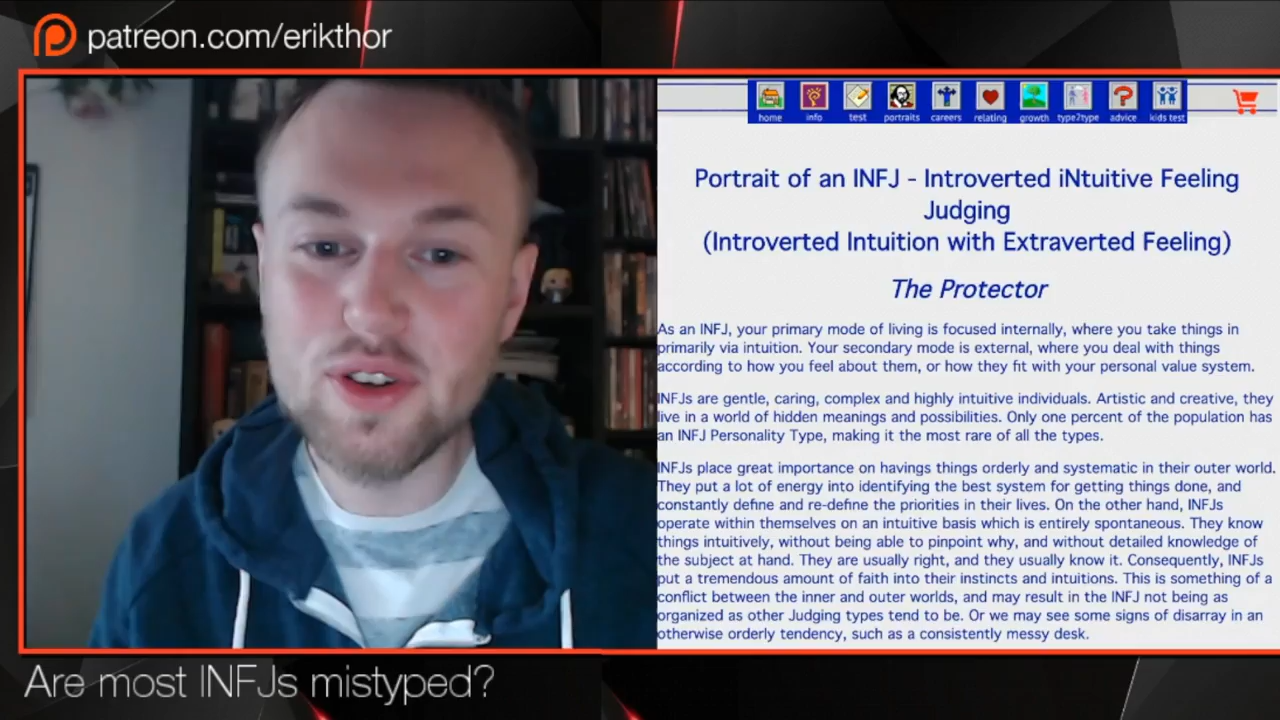 patreon.com/erikthor
home info test portraits careers relating growth type2type advice kids test
Portrait of an INFJ - Introverted iNtuitive Feeling
Judging
(Introverted Intuition with Extraverted Feeling)
The Protector
As an INFJ, your primary mode of living is focused internally, where you take things in
primarily via intuition. Your secondary mode is external, where you deal with things
according to how you feel about them, or how they fit with your personal value system.
INFJs are gentle, caring, complex and highly intuitive individuals. Artistic and creative, they
live in a world of hidden meanings and possibilities. Only one percent of the population has
an INFJ Personality Type, making it the most rare of all the types.
INFJs place great importance on havings things orderly and systematic in their outer world.
They put a lot of energy into identifying the best system for getting things done, and
constantly define and re-define the priorities in their lives. On the other hand, INFJs
operate within themselves on an intuitive basis which is entirely spontaneous. They know
things intuitively, without being able to pinpoint why, and without detailed knowledge of
the subject at hand. They are usually right, and they usually know it. Consequently, INFJs
put a tremendous amount of faith into their instincts and intuitions. This is something of a
conflict between the inner and outer worlds, and may result in the INFJ not being as
organized as other Judging types tend to be. Or we may see some signs of disarray in an
otherwise orderly tendency, such as a consistently messy desk.
Are most INFJs mistyped?